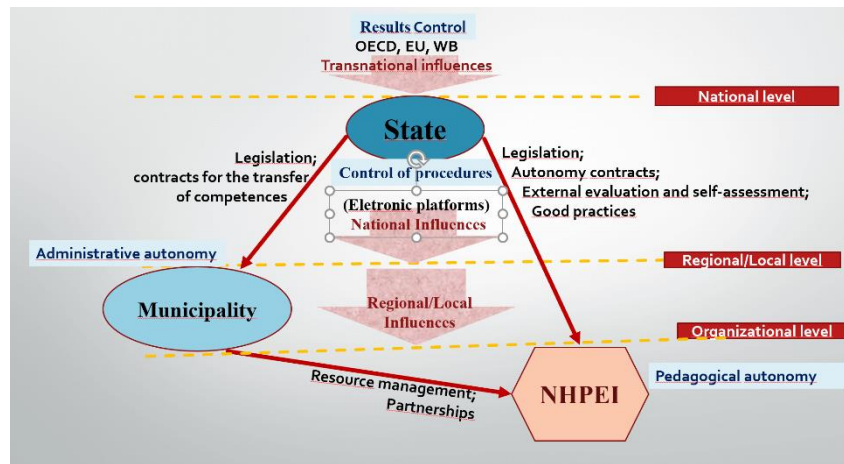 Results Control
OECD, EU, WB
Transnational influences
National level
State
Legislation;
contracts for the transfer
of competences
Control of procedures
(Eletronic platforms)
National Influences
Legislation;
Autonomy contracts;
External evaluation and self-assessment;
Good practices
Administrative autonomy
Regional/Local level
Municipality
Regional/Local
Influences
Organizational level
Resource management;
Partnerships
NHPEI
Pedagogical autonomy